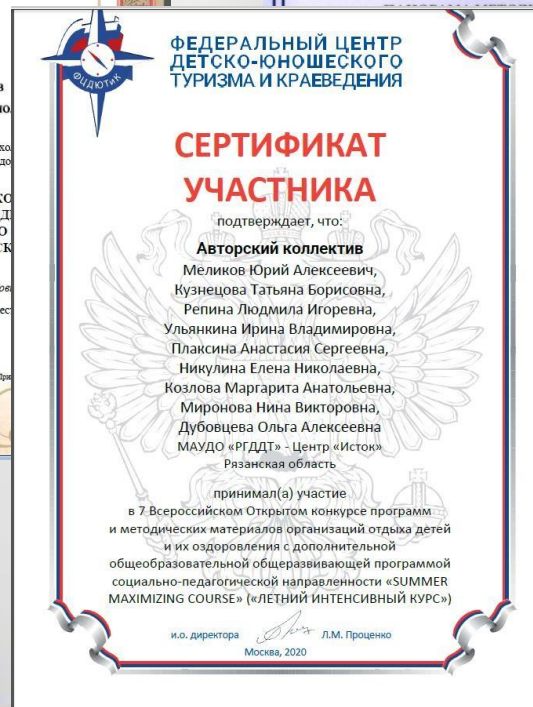 ФЦДЮТиК
ФЕДЕРАЛЬНЫЙ ЦЕНТР
ДЕТСКО-ЮНОШЕСКОГО
ТУРИЗМА И КРАЕВЕДЕНИЯ
СЕРТИФИКАТ
УЧАСТНИКА
подтверждает, что:
Авторский коллектив
Меликов Юрий Алексеевич,
Кузнецова Татьяна Борисовна,
Репина Людмила Игоревна,
Ульянкина Ирина Владимировна,
Плаксина Анастасия Сергеевна,
Никулина Елена Николаевна,
Козлова Маргарита Анатольевна,
Миронова Нина Викторовна,
Дубовцева Ольга Алексеевна
МАУДО «РГДДТ» - Центр «Исток»
Рязанская область
принимал(а) участие
в 7 Всероссийском Открытом конкурсе программ
и методических материалов организаций отдыха детей
и их оздоровления с дополнительной
общеобразовательной общеразвивающей программой
социально-педагогической направленности «SUMMER
MAXIMIZING COURSE» («ЛЕТНИЙ ИНТЕНСИВНЫЙ КУРС»)
и.о. директора Л.М. Проценко
Москва, 2020